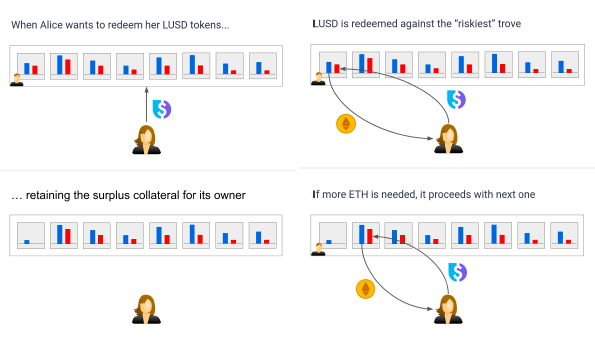 When Alice wants to redeem her LUSD tokens...
LUSD is redeemed against the “riskiest” trove
... retaining the surplus collateral for its owner
If more ETH is needed, it proceeds with next one